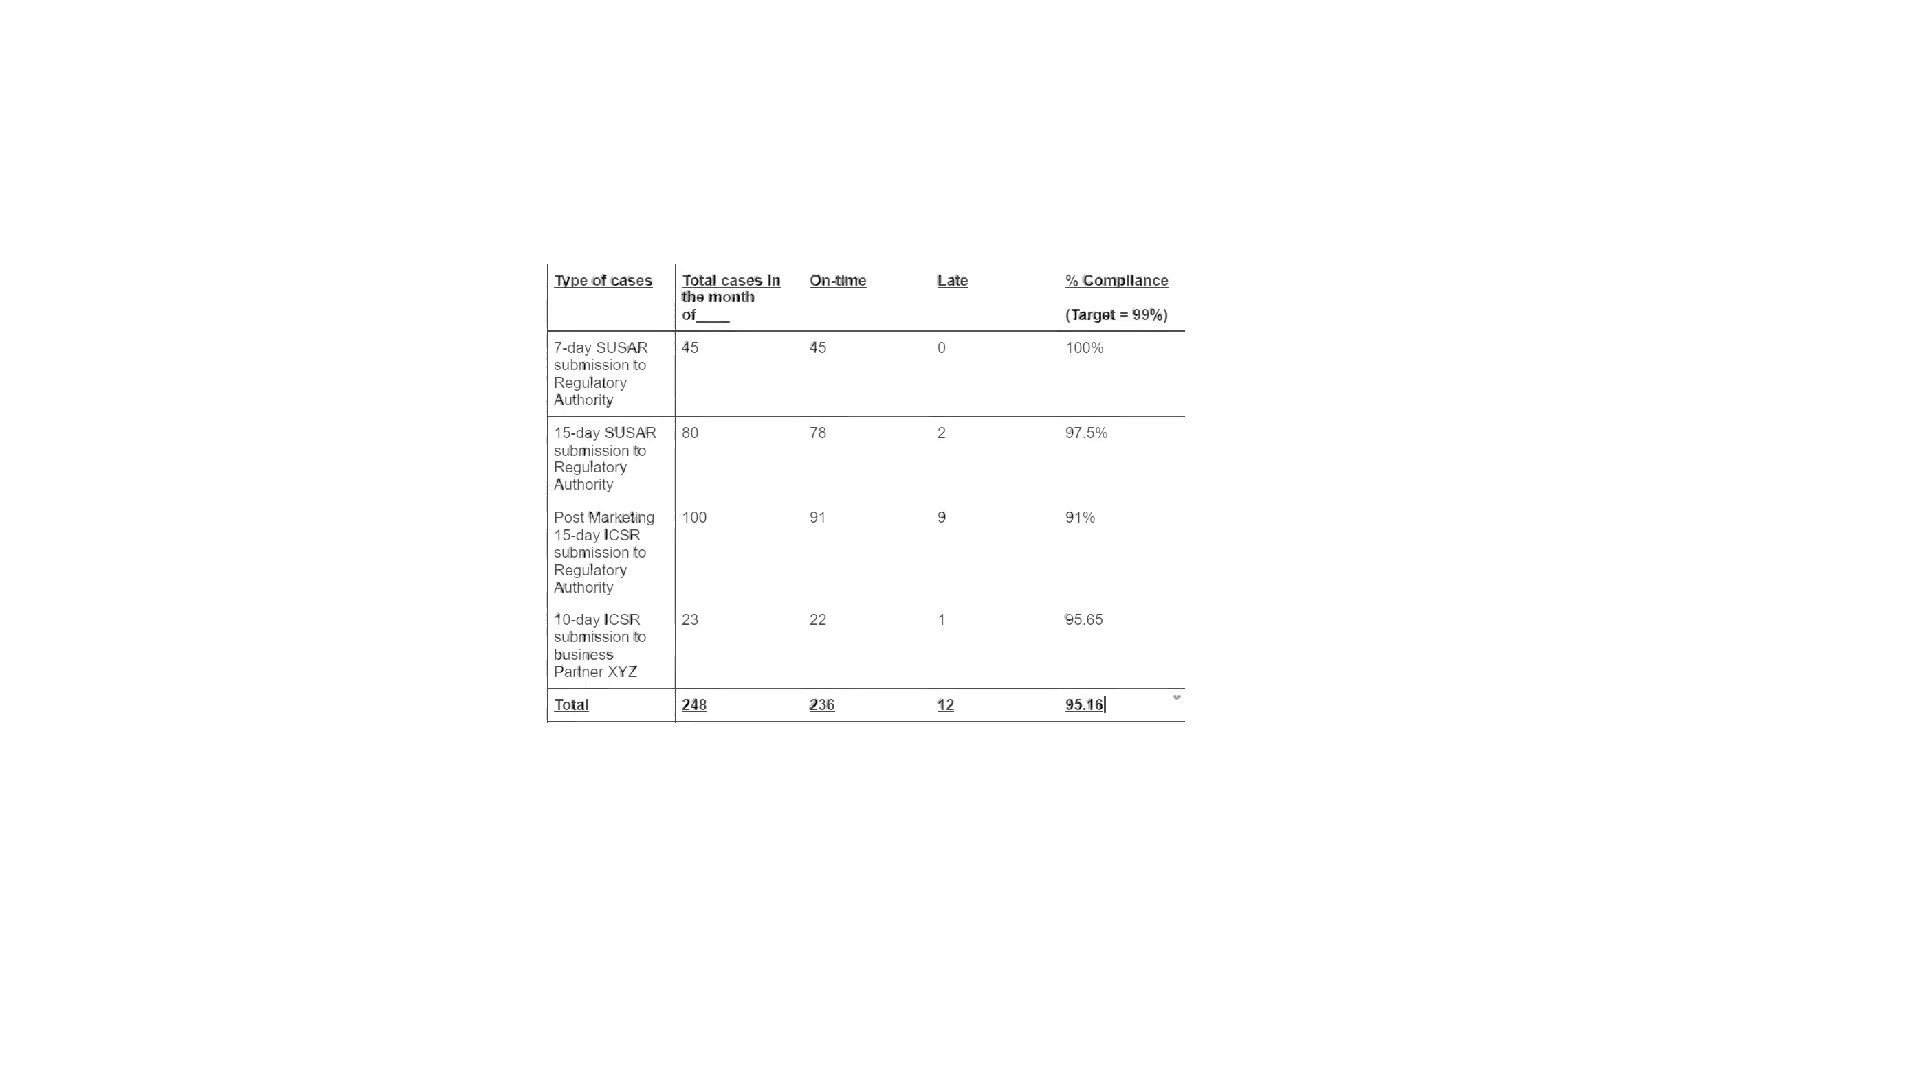 Type of cases
Total cases in
the month
of____
On-time
Late
% Compliance
(Target = 99%)
7-day SUSAR
submission to
Regulatory
Authority
45
45
0
100%
15-day SUSAR
submission to
Regulatory
Authority
80
78
2
97.5%
Post Marketing
15-day ICSR
submission to
Regulatory
Authority
100
91
9
91%
10-day ICSR
submission to
business
Partner XYZ
23
22
1
95.65
Total
248
236
12
95.16